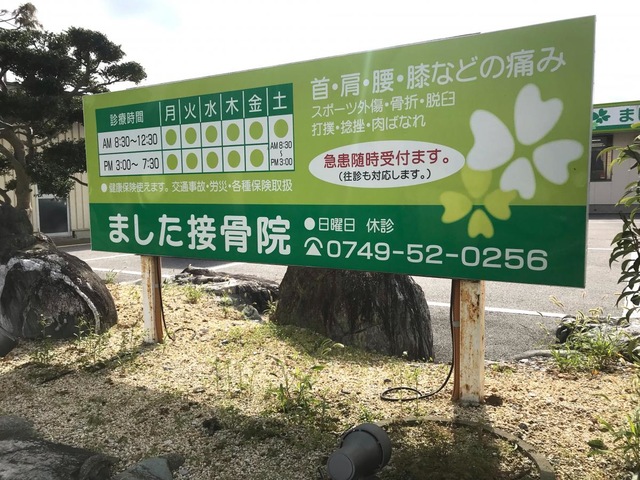 診療時間 月 火 水 木 金 土
AM 8:30～12:30 ● ● ● ● ● ●
PM 3:00～ 7:30 ● ● ● ● ● AM8:30 〜 PM3:00
●健康保険使えます。交通事故・労災・各種保険取扱
首・肩・腰・膝などの痛み
スポーツ外傷・骨折・脱臼
打撲・捻挫・肉ばなれ
急患随時受付ます。
(往診も対応します。)
ました接骨院
●日曜日 休診
0749-52-0256
まし